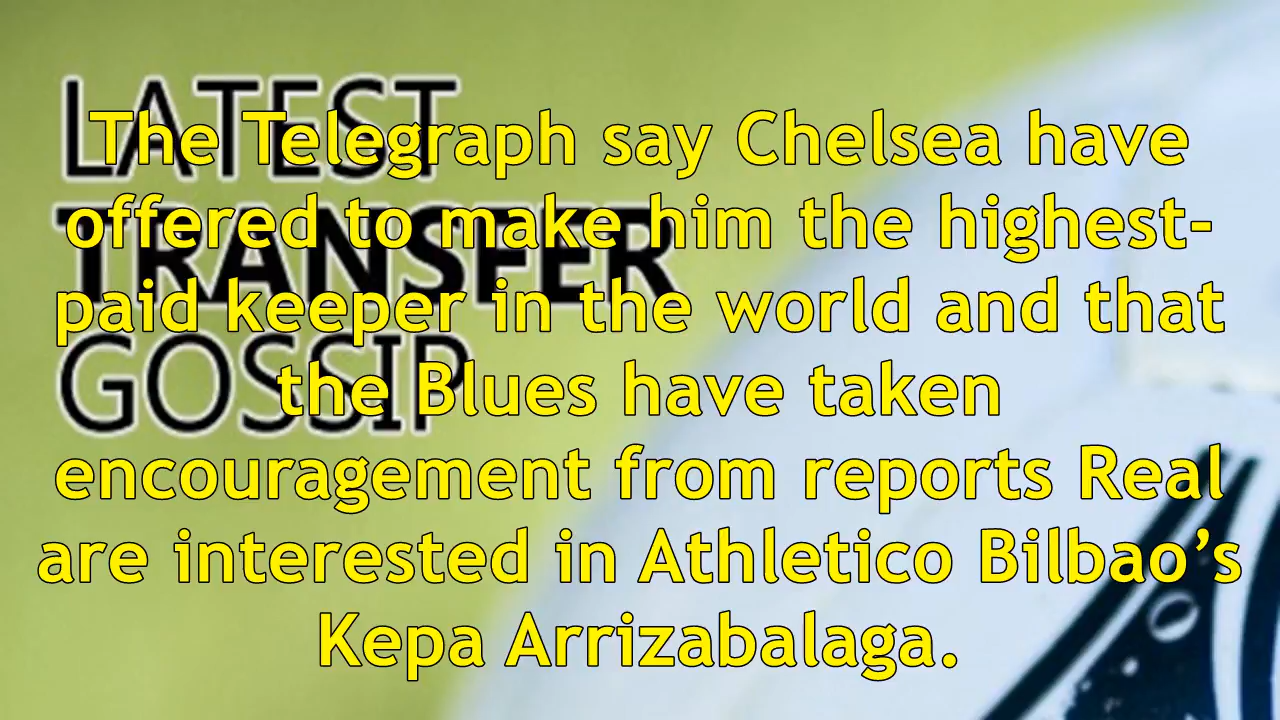 LATEST
TRANSFER
GOSSIP
The Telegraph say Chelsea have
offered to make him the highest-
paid keeper in the world and that
the Blues have taken
encouragement from reports Real
are interested in Athletico Bilbao’s
Kepa Arrizabalaga.